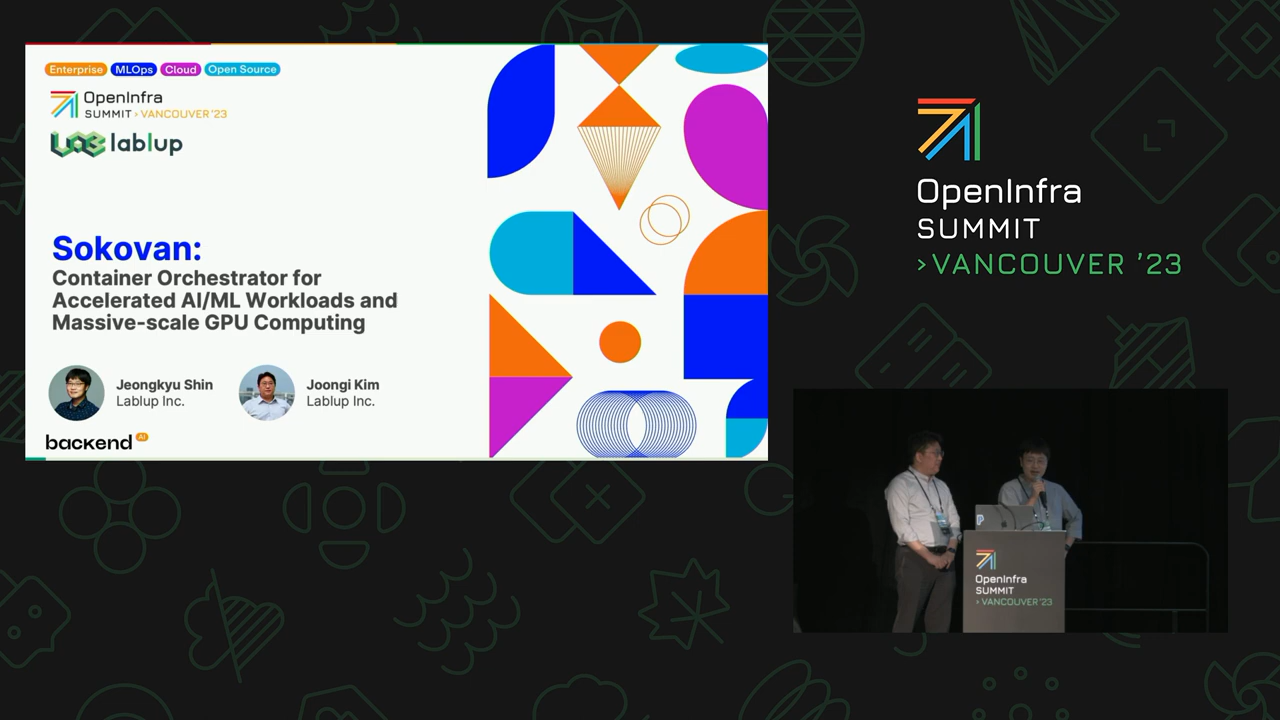 Enterprise MLOps Cloud Open Source
OpenInfra
SUMMIT › VANCOUVER '23
lablup
Sokovan:
Container Orchestrator for
Accelerated AI/ML Workloads and
Massive-scale GPU Computing
Jeongkyu Shin
Lablup Inc.
Joongi Kim
Lablup Inc.
backend AI
OpenInfra
SUMMIT
›VANCOUVER '23
OpenInfra
SUMMIT
› VANCOUVER '23